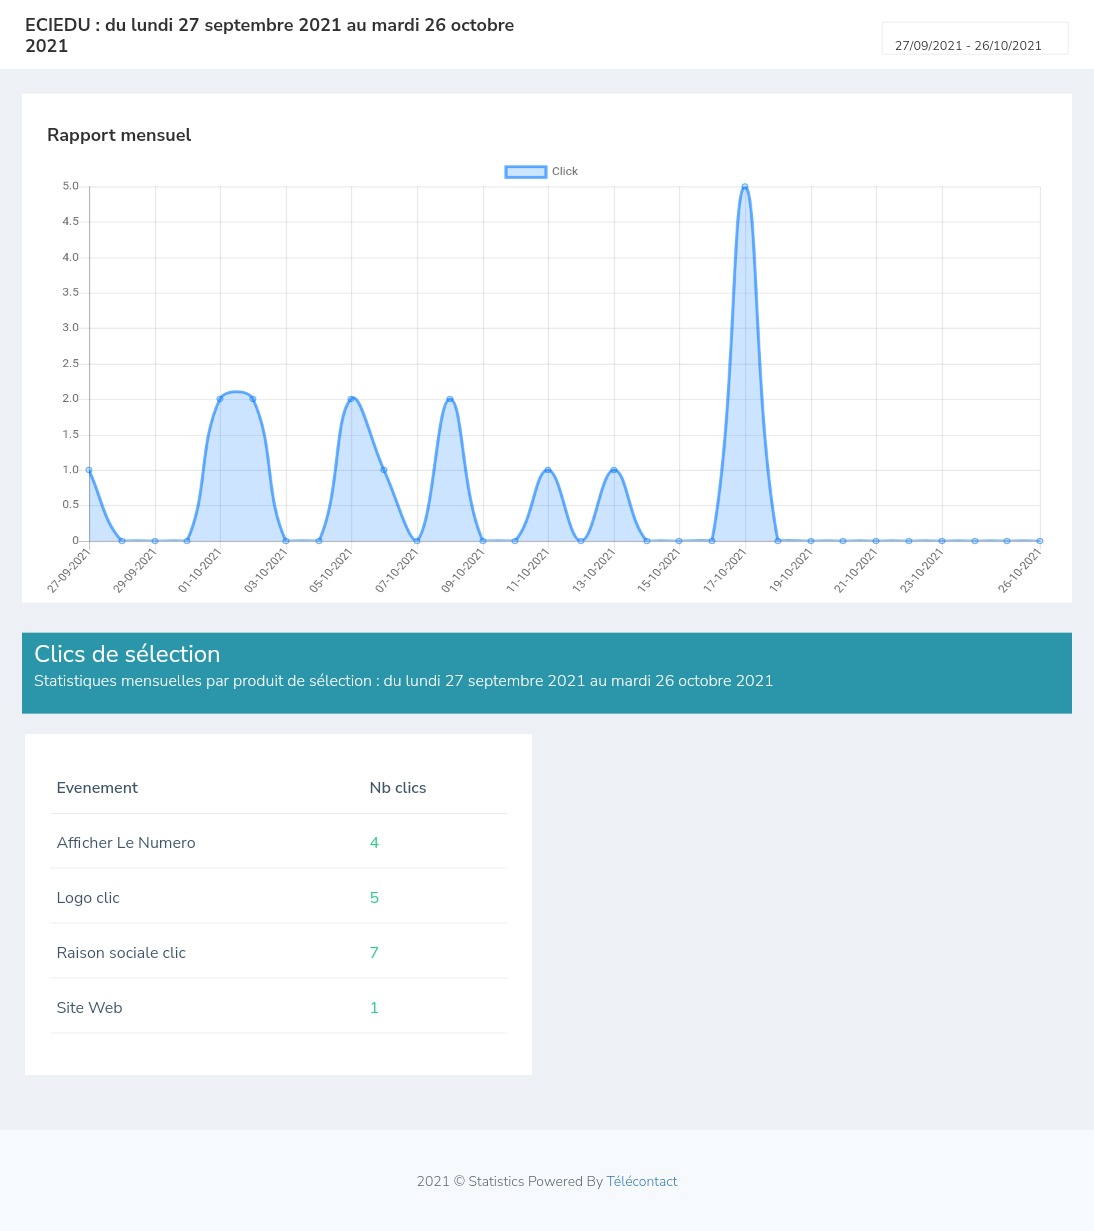 ECIEDU : du lundi 27 septembre 2021 au mardi 26 octobre
2021
27/09/2021 - 26/10/2021
Rapport mensuel
Click
5.0
4.5
4.0
3.5
3.0
2.5
2.0
1.5
1.0
0.5
0
27-09-2021
29-09-2021
01-10-2021
03-10-2021
05-10-2021
07-10-2021
09-10-2021
11-10-2021
13-10-2021
15-10-2021
17-10-2021
19-10-2021
21-10-2021
23-10-2021
26-10-2021
Clics de sélection
Statistiques mensuelles par produit de sélection : du lundi 27 septembre 2021 au mardi 26 octobre 2021
Evenement Nb clics
Afficher Le Numero 4
Logo clic 5
Raison sociale clic 7
Site Web 1
2021 © Statistics Powered By Télécontact